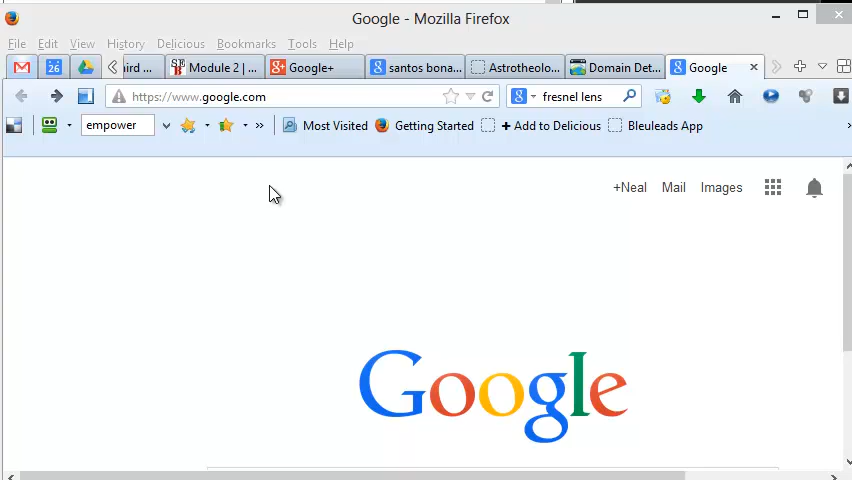 Google - Mozilla Firefox
File Edit View History Delicious Bookmarks Tools Help
26 ird ... SFB Module 2 | ... Google+ santos bona... Astrotheolo... Domain Det... Google
https://www.google.com fresnel lens
empower Most Visited Getting Started Add to Delicious Bleuleads App
+Neal Mail Images
Google